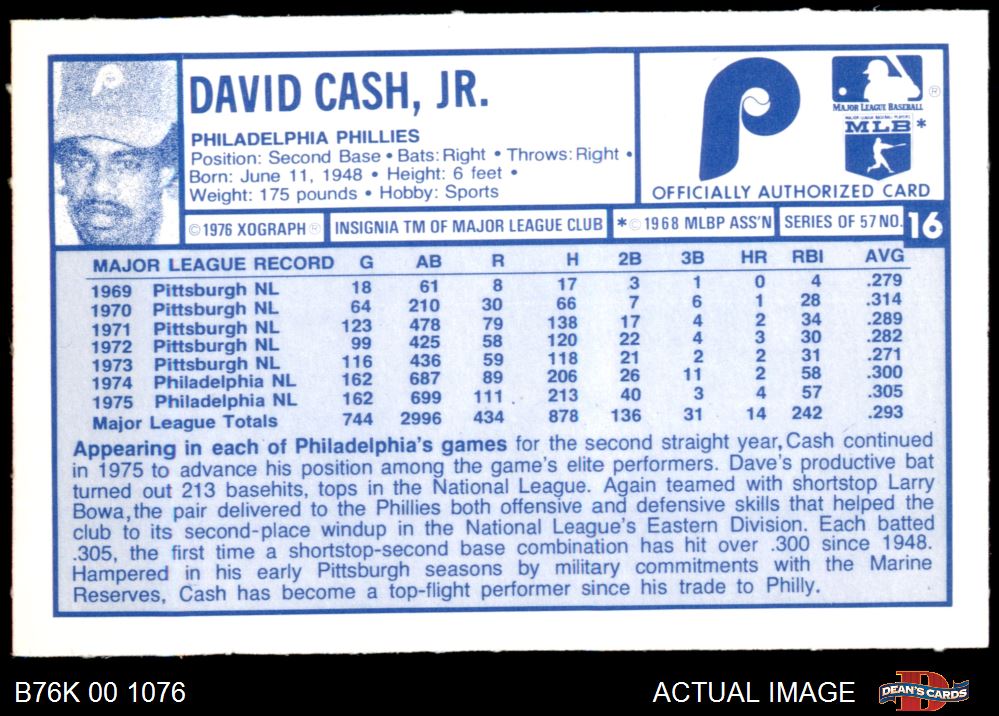 DAVID CASH, JR.
PHILADELPHIA PHILLIES
Position: Second Base • Bats: Right • Throws: Right •
Born: June 11, 1948 • Height: 6 feet •
Weight: 175 pounds • Hobby: Sports
P
P
®
MAJOR LEAGUE BASEBALL
MLB *
OFFICIALLY AUTHORIZED CARD
©1976 XOGRAPH® INSIGNIA TM OF MAJOR LEAGUE CLUB *©1968 MLBP ASS'N SERIES OF 57 NO. 16
MAJOR LEAGUE RECORD G AB R H 2B 3B HR RBI AVG
1969 Pittsburgh NL 18 61 8 17 3 1 0 4 .279
1970 Pittsburgh NL 64 210 30 66 7 6 1 28 .314
1971 Pittsburgh NL 123 478 79 138 17 4 2 34 .289
1972 Pittsburgh NL 99 425 58 120 22 4 3 30 .282
1973 Pittsburgh NL 116 436 59 118 21 2 2 31 .271
1974 Philadelphia NL 162 687 89 206 26 11 2 58 .300
1975 Philadelphia NL 162 699 111 213 40 3 4 57 .305
Major League Totals 744 2996 434 878 136 31 14 242 .293
Appearing in each of Philadelphia's games for the second straight year, Cash continued
in 1975 to advance his position among the game's elite performers. Dave's productive bat
turned out 213 basehits, tops in the National League. Again teamed with shortstop Larry
Bowa, the pair delivered to the Phillies both offensive and defensive skills that helped the
club to its second-place windup in the National League's Eastern Division. Each batted
.305, the first time a shortstop-second base combination has hit over .300 since 1948.
Hampered in his early Pittsburgh seasons by military commitments with the Marine
Reserves, Cash has become a top-flight performer since his trade to Philly.
B76K 00 1076
ACTUAL IMAGE
DEAN'S CARDS